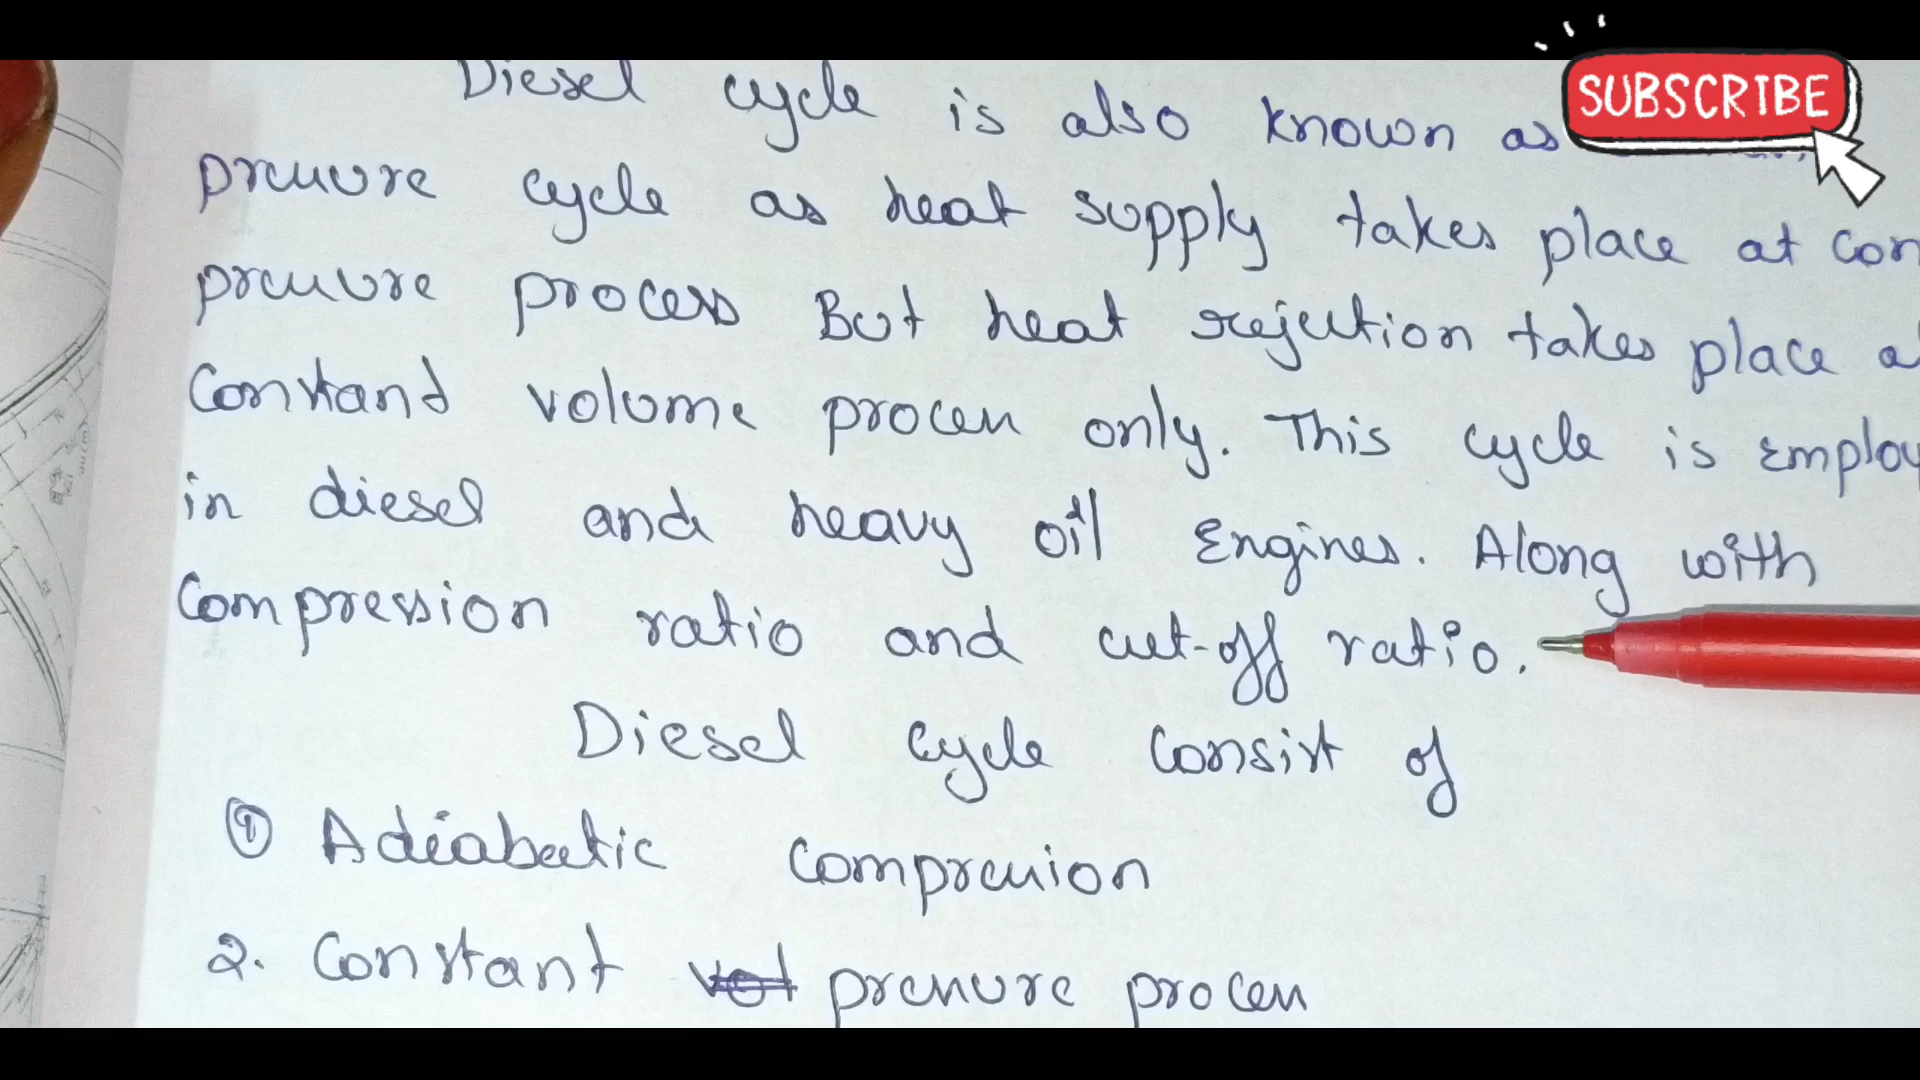 SUBSCRIBE
Diesel cycle is also known as
pressure cycle as heat supply takes place at con
pressure process But heat rejection takes place a
Constand volume process only. This cycle is employ
in diesel and heavy oil Engines. Along with
Compression ratio and cut-off ratio.
Diesel cycle consist of
① Adiabatic compression
2. Constant vol pressure process